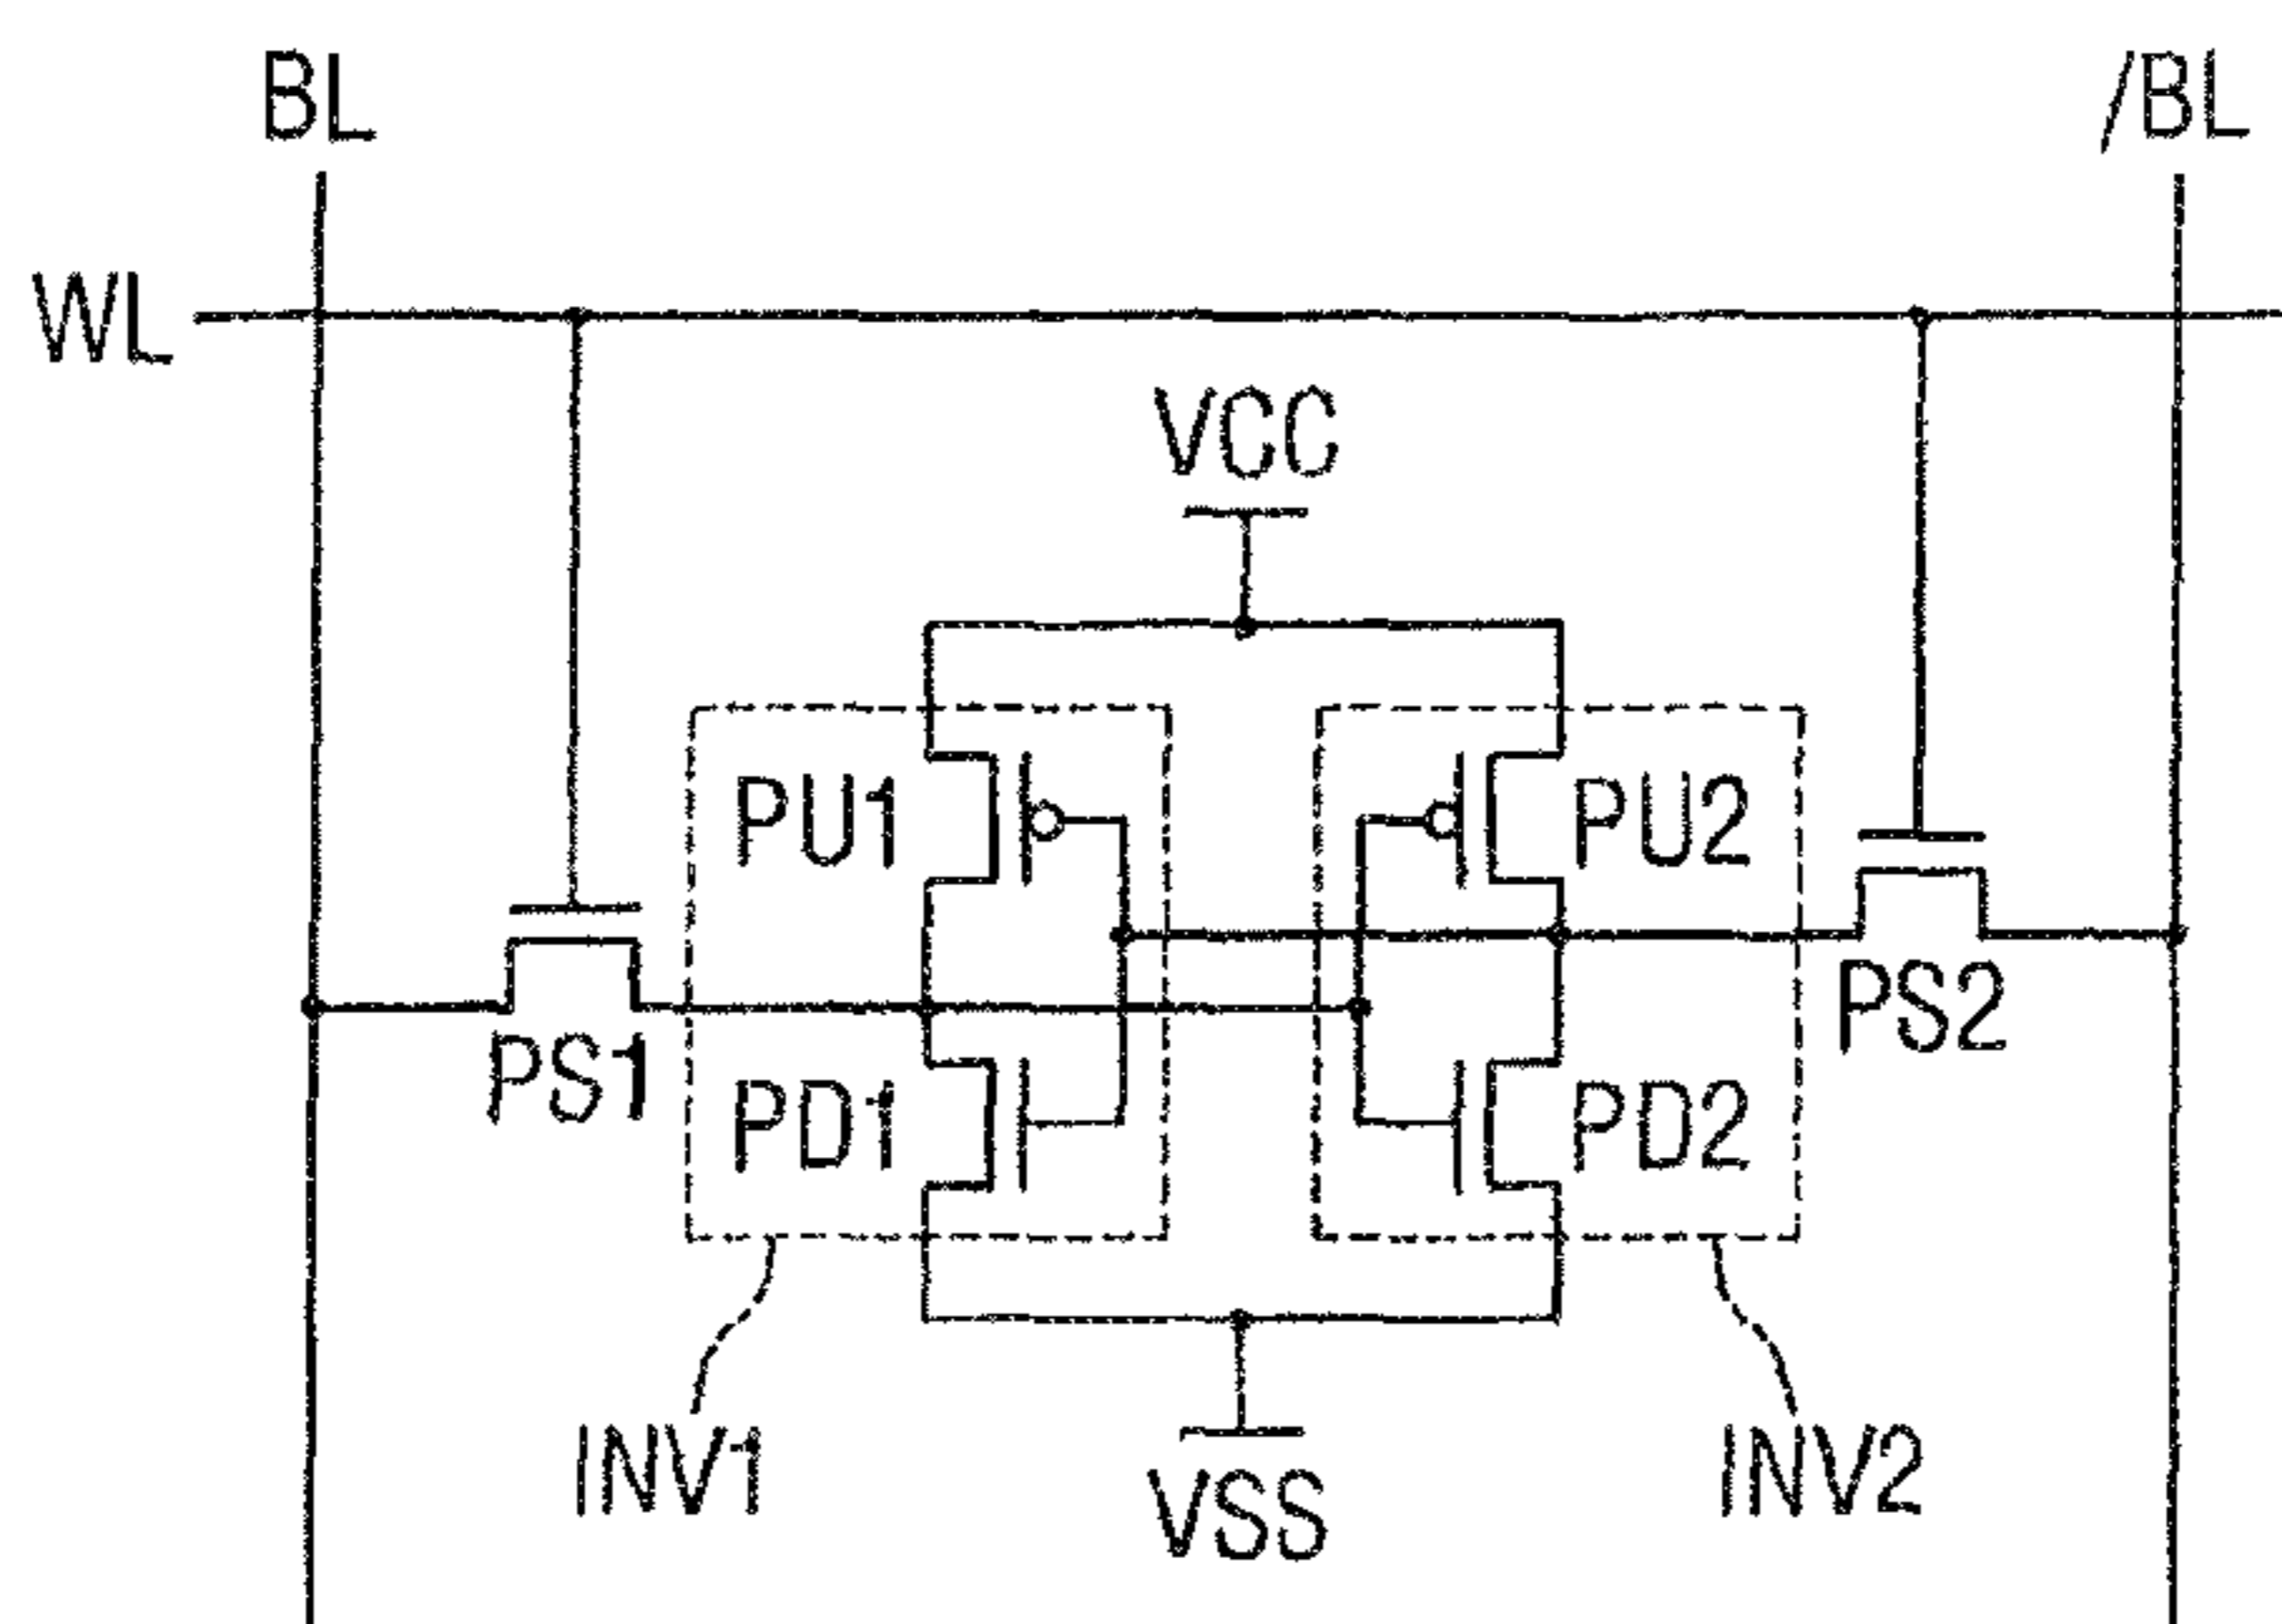 BL
/BL
WL
VCC
PU1
PU2
PS1
PS2
PD1
PD2
INV1
INV2
VSS